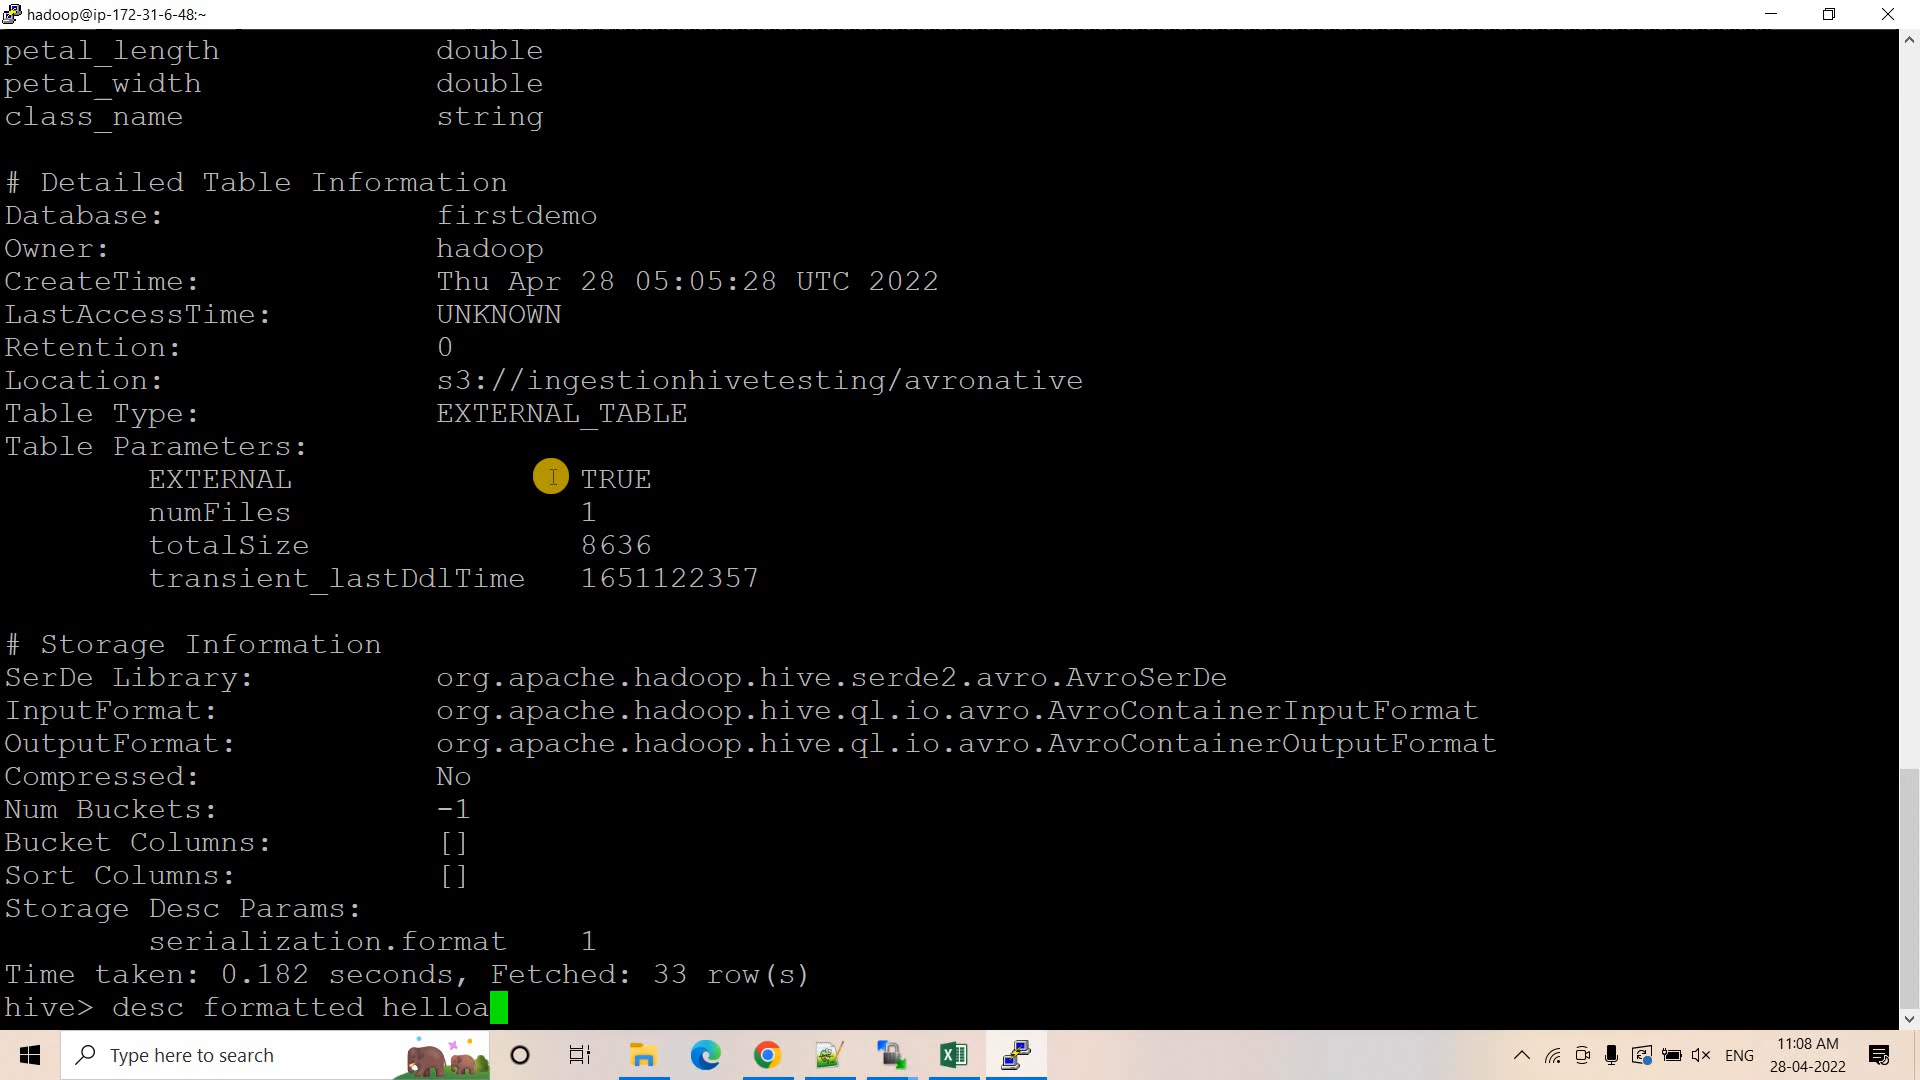 hadoop@ip-172-31-6-48:~
petal_length double
petal_width double
class_name string
# Detailed Table Information
Database: firstdemo
Owner: hadoop
CreateTime: Thu Apr 28 05:05:28 UTC 2022
LastAccessTime: UNKNOWN
Retention: 0
Location: s3://ingestionhivetesting/avronative
Table Type: EXTERNAL_TABLE
Table Parameters:
EXTERNAL TRUE
numFiles 1
totalSize 8636
transient_lastDdlTime 1651122357
# Storage Information
SerDe Library: org.apache.hadoop.hive.serde2.avro.AvroSerDe
InputFormat: org.apache.hadoop.hive.ql.io.avro.AvroContainerInputFormat
OutputFormat: org.apache.hadoop.hive.ql.io.avro.AvroContainerOutputFormat
Compressed: No
Num Buckets: -1
Bucket Columns: []
Sort Columns: []
Storage Desc Params:
serialization.format 1
Time taken: 0.182 seconds, Fetched: 33 row(s)
hive> desc formatted helloa
Type here to search
ENG
11:08 AM
28-04-2022